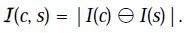 I(c, s) = | I(c) ⊖ I(s) | .